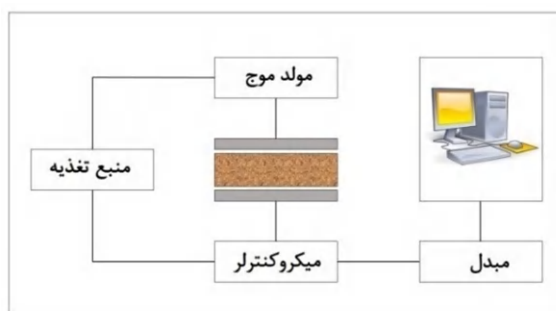 مولد موج
منبع تغذیه
میکروکنترلر
مبدل